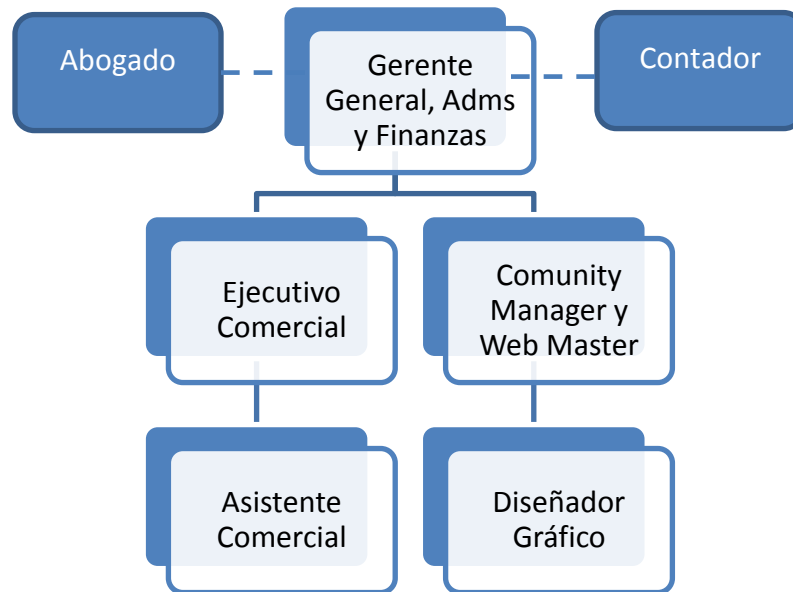 Abogado
Gerente
General, Adms
y Finanzas
Contador
Ejecutivo
Comercial
Comunity
Manager y
Web Master
Asistente
Comercial
Diseñador
Gráfico